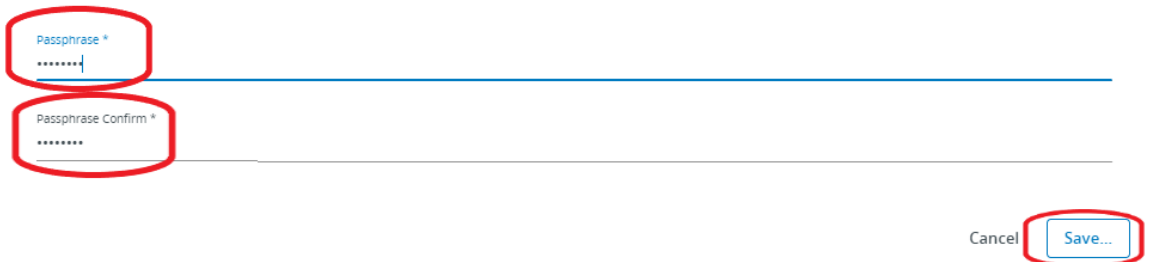 Passphrase *
••••••••
Passphrase Confirm *
••••••••
Cancel Save...